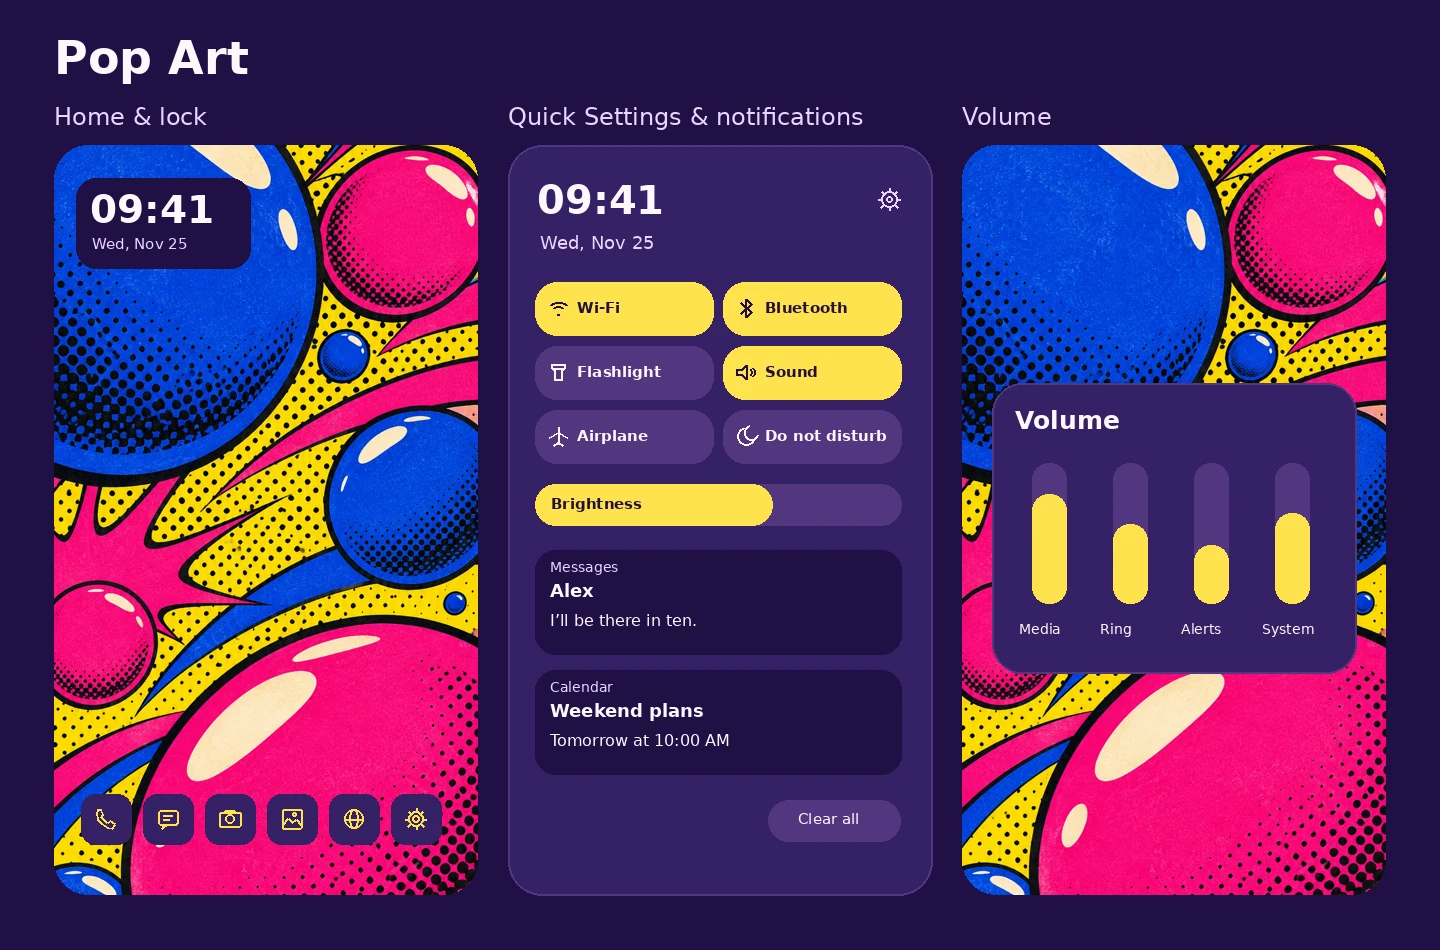 Pop Art
Home & lock
09:41
Wed, Nov 25
Quick Settings & notifications
09:41
Wed, Nov 25
Wi-Fi
Bluetooth
Flashlight
Sound
Airplane
Do not disturb
Brightness
Messages
Alex
I’ll be there in ten.
Calendar
Weekend plans
Tomorrow at 10:00 AM
Clear all
Volume
Volume
Media Ring Alerts System